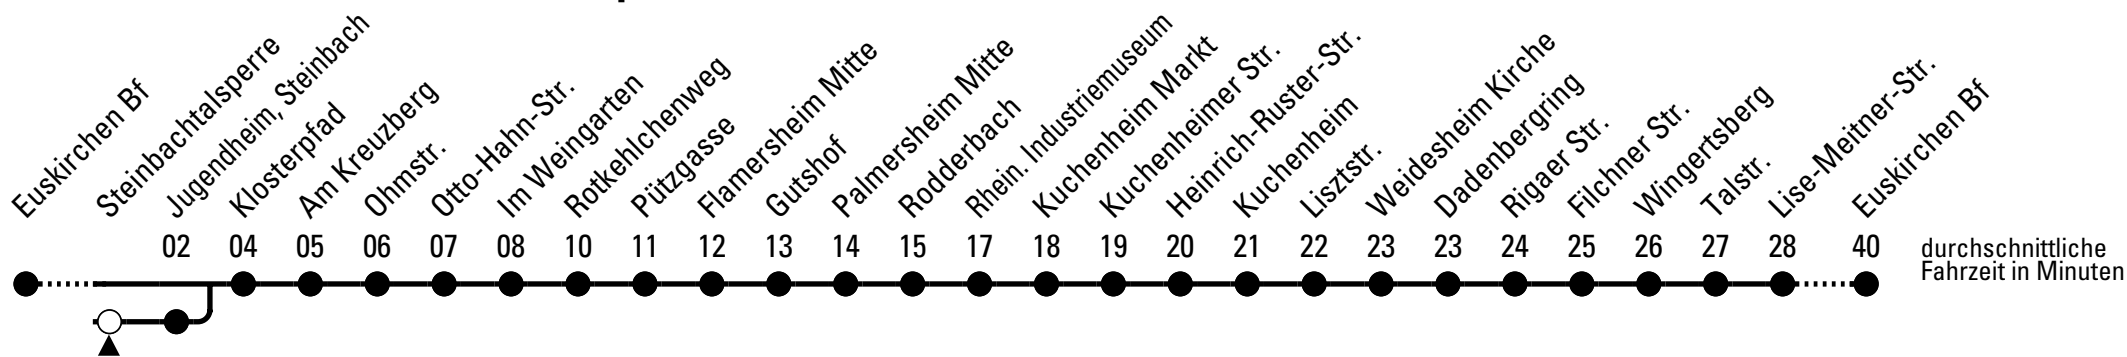 Euskirchen Bf
Steinbachtalsperre
Jugendheim, Steinbach
Klosterpfad
Am Kreuzberg
Ohmstr.
Otto-Hahn-Str.
Im Weingarten
Rotkehlchenweg
Pützgasse
Flamersheim Mitte
Gutshof
Palmersheim Mitte
Rodderbach
Rhein. Industriemuseum
Kuchenheim Markt
Kuchenheimer Str.
Heinrich-Ruster-Str.
Kuchenheim
Lisztstr.
Weidesheim Kirche
Dadenbergring
Rigaer Str.
Filchner Str.
Wingertsberg
Talstr.
Lise-Meitner-Str.
Euskirchen Bf
02 04 05 06 07 08 10 11 12 13 14 15 17 18 19 20 21 22 23 23 24 25 26 27 28 40
durchschnittliche
Fahrzeit in Minuten